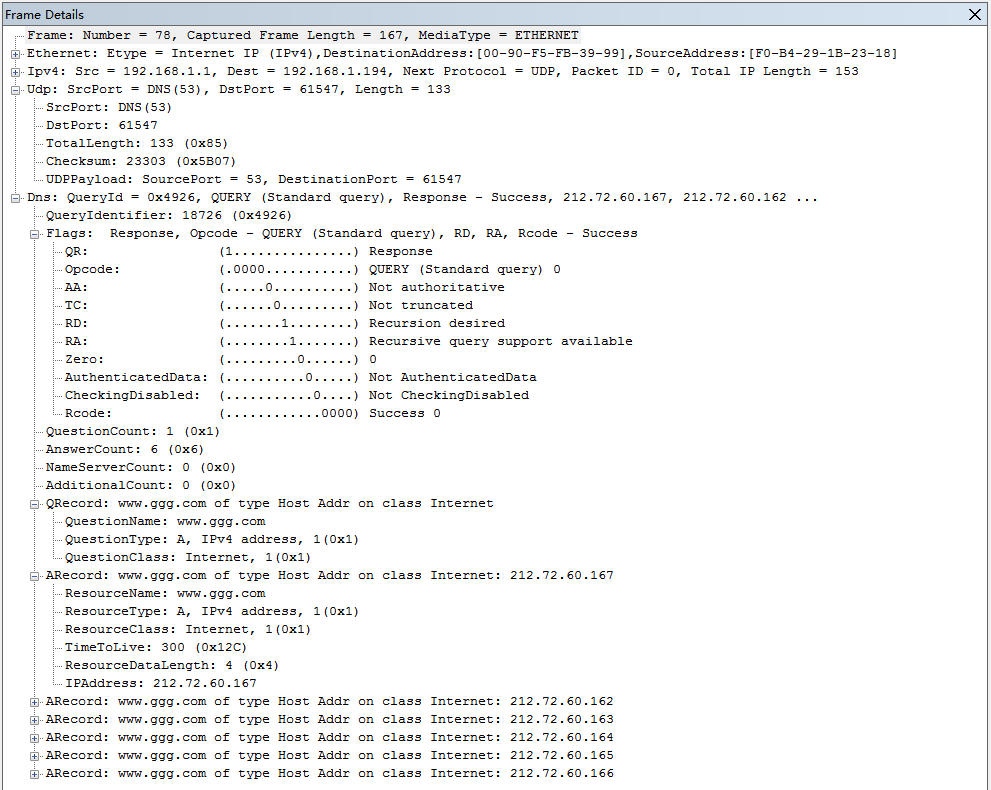 Frame Details
Frame: Number = 78, Captured Frame Length = 167, MediaType = ETHERNET
Ethernet: Etype = Internet IP (IPv4),DestinationAddress:[00-90-F5-FB-39-99],SourceAddress:[F0-B4-29-1B-23-18]
Ipv4: Src = 192.168.1.1, Dest = 192.168.1.194, Next Protocol = UDP, Packet ID = 0, Total IP Length = 153
Udp: SrcPort = DNS(53), DstPort = 61547, Length = 133
SrcPort: DNS(53)
DstPort: 61547
TotalLength: 133 (0x85)
Checksum: 23303 (0x5B07)
UDPPayload: SourcePort = 53, DestinationPort = 61547
Dns: QueryId = 0x4926, QUERY (Standard query), Response - Success, 212.72.60.167, 212.72.60.162 ...
QueryIdentifier: 18726 (0x4926)
Flags:  Response, Opcode - QUERY (Standard query), RD, RA, Rcode - Success
QR:                (1...............) Response
Opcode:            (.0000...........) QUERY (Standard query) 0
AA:                (.....0..........) Not authoritative
TC:                (......0.........) Not truncated
RD:                (.......1........) Recursion desired
RA:                (........1.......) Recursive query support available
Zero:              (.........0......) 0
AuthenticatedData: (..........0.....) Not AuthenticatedData
CheckingDisabled:  (...........0....) Not CheckingDisabled
Rcode:             (............0000) Success 0
QuestionCount: 1 (0x1)
AnswerCount: 6 (0x6)
NameServerCount: 0 (0x0)
AdditionalCount: 0 (0x0)
QRecord: www.ggg.com of type Host Addr on class Internet
QuestionName: www.ggg.com
QuestionType: A, IPv4 address, 1(0x1)
QuestionClass: Internet, 1(0x1)
ARecord: www.ggg.com of type Host Addr on class Internet: 212.72.60.167
ResourceName: www.ggg.com
ResourceType: A, IPv4 address, 1(0x1)
ResourceClass: Internet, 1(0x1)
TimeToLive: 300 (0x12C)
ResourceDataLength: 4 (0x4)
IPAddress: 212.72.60.167
ARecord: www.ggg.com of type Host Addr on class Internet: 212.72.60.162
ARecord: www.ggg.com of type Host Addr on class Internet: 212.72.60.163
ARecord: www.ggg.com of type Host Addr on class Internet: 212.72.60.164
ARecord: www.ggg.com of type Host Addr on class Internet: 212.72.60.165
ARecord: www.ggg.com of type Host Addr on class Internet: 212.72.60.166